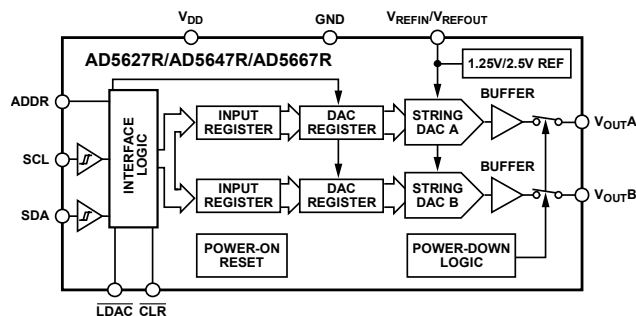 VDD
GND
VREFIN/VREFOUT
AD5627R/AD5647R/AD5667R
1.25V/2.5V REF
ADDR
SCL
SDA
INTERFACE
LOGIC
INPUT
REGISTER
DAC
REGISTER
STRING
DAC A
BUFFER
VOUTA
INPUT
REGISTER
DAC
REGISTER
STRING
DAC B
BUFFER
VOUTB
POWER-ON
RESET
POWER-DOWN
LOGIC
LDAC
CLR